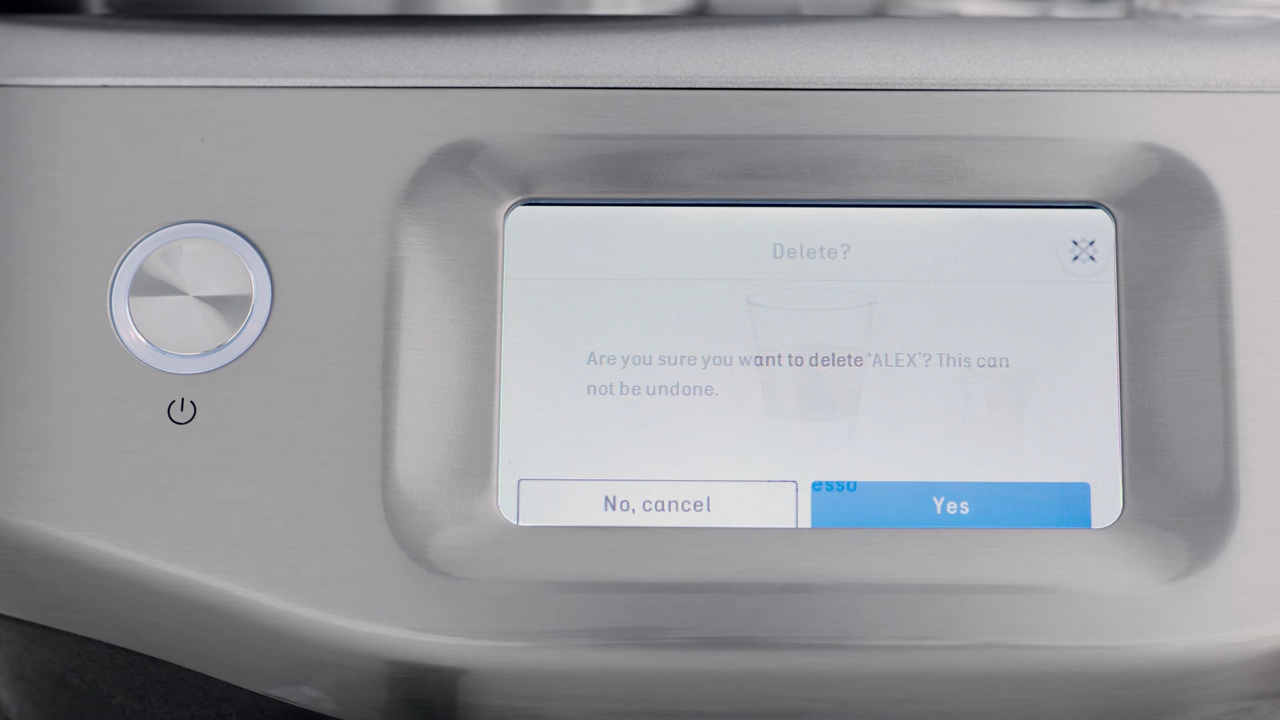 Delete?
Are you sure you want to delete 'ALEX'? This can
not be undone.
No, cancel
esso
Yes